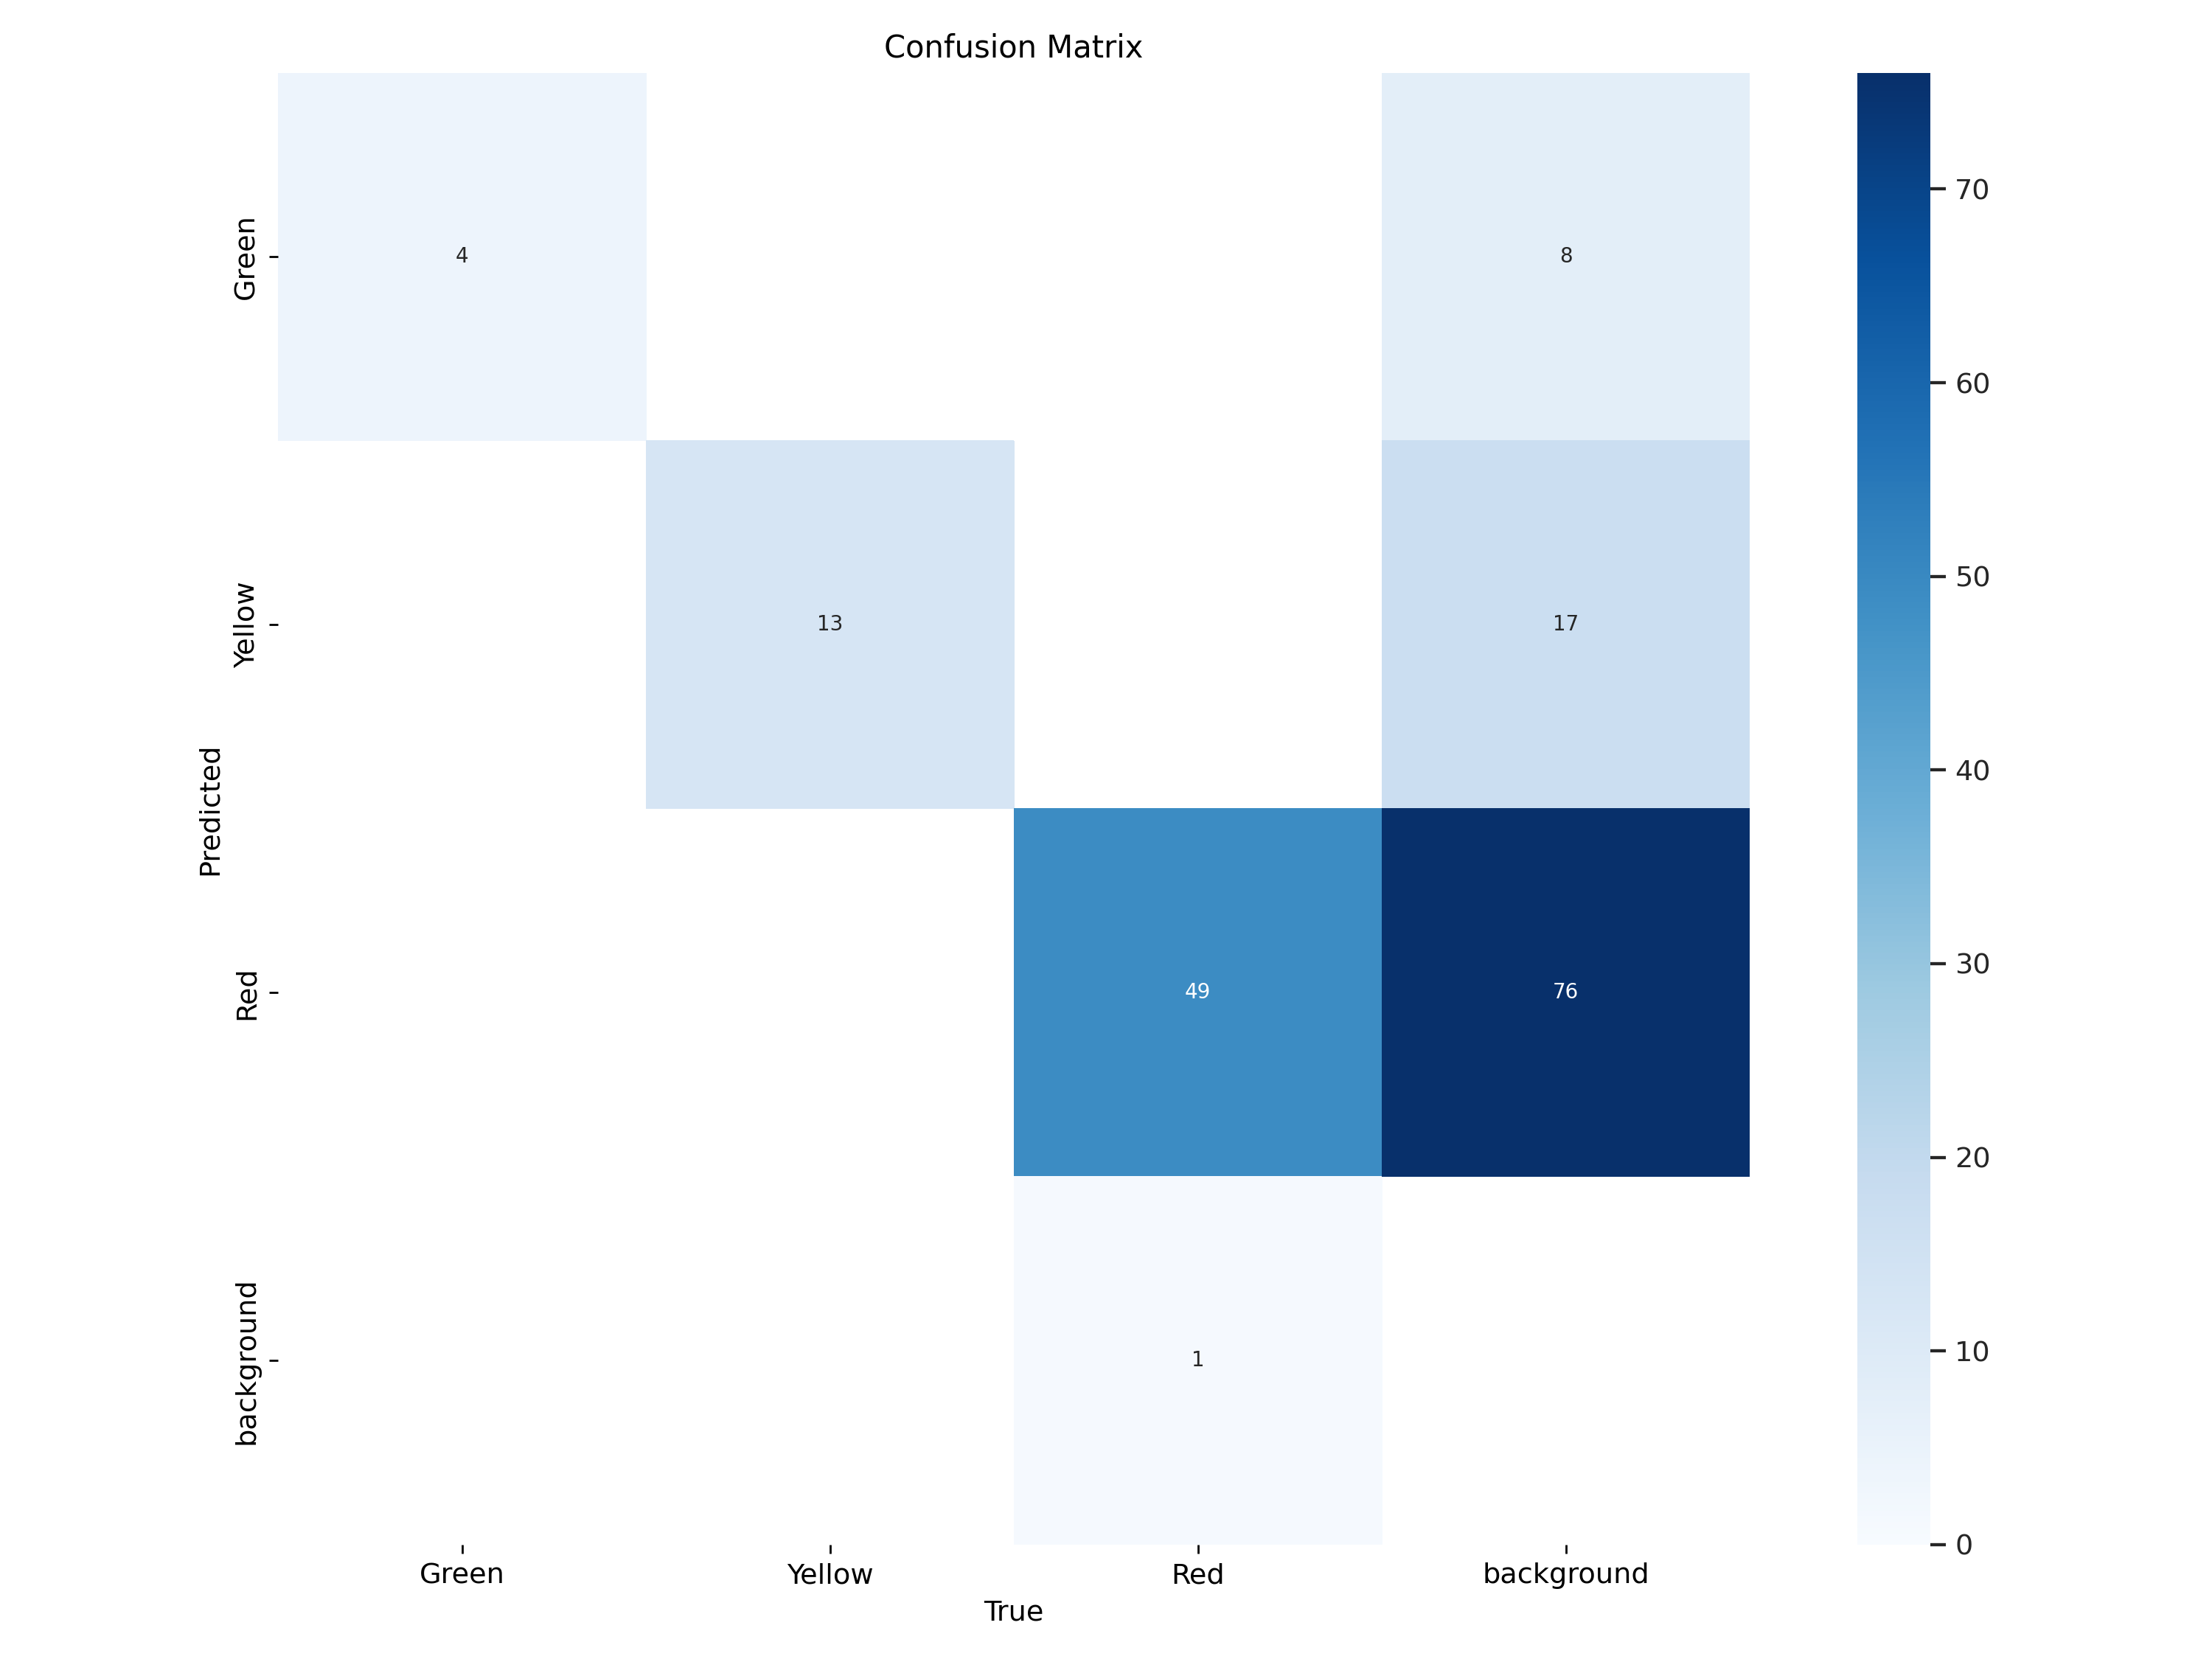 Confusion Matrix
Green
4
8
70
60
Yellow
13
17
50
40
Predicted
Red
49
76
30
20
background
1
10
0
Green
Yellow
Red
background
True